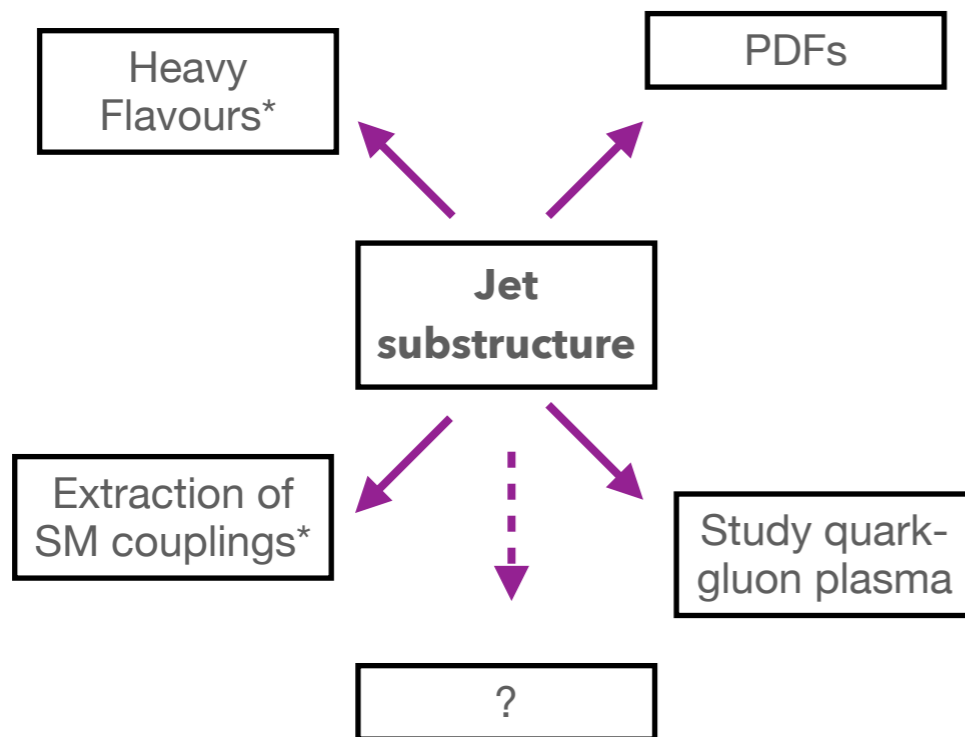 Heavy
Flavours*
PDFs
Jet
substructure
Extraction of
SM couplings*
Study quark-
gluon plasma
?